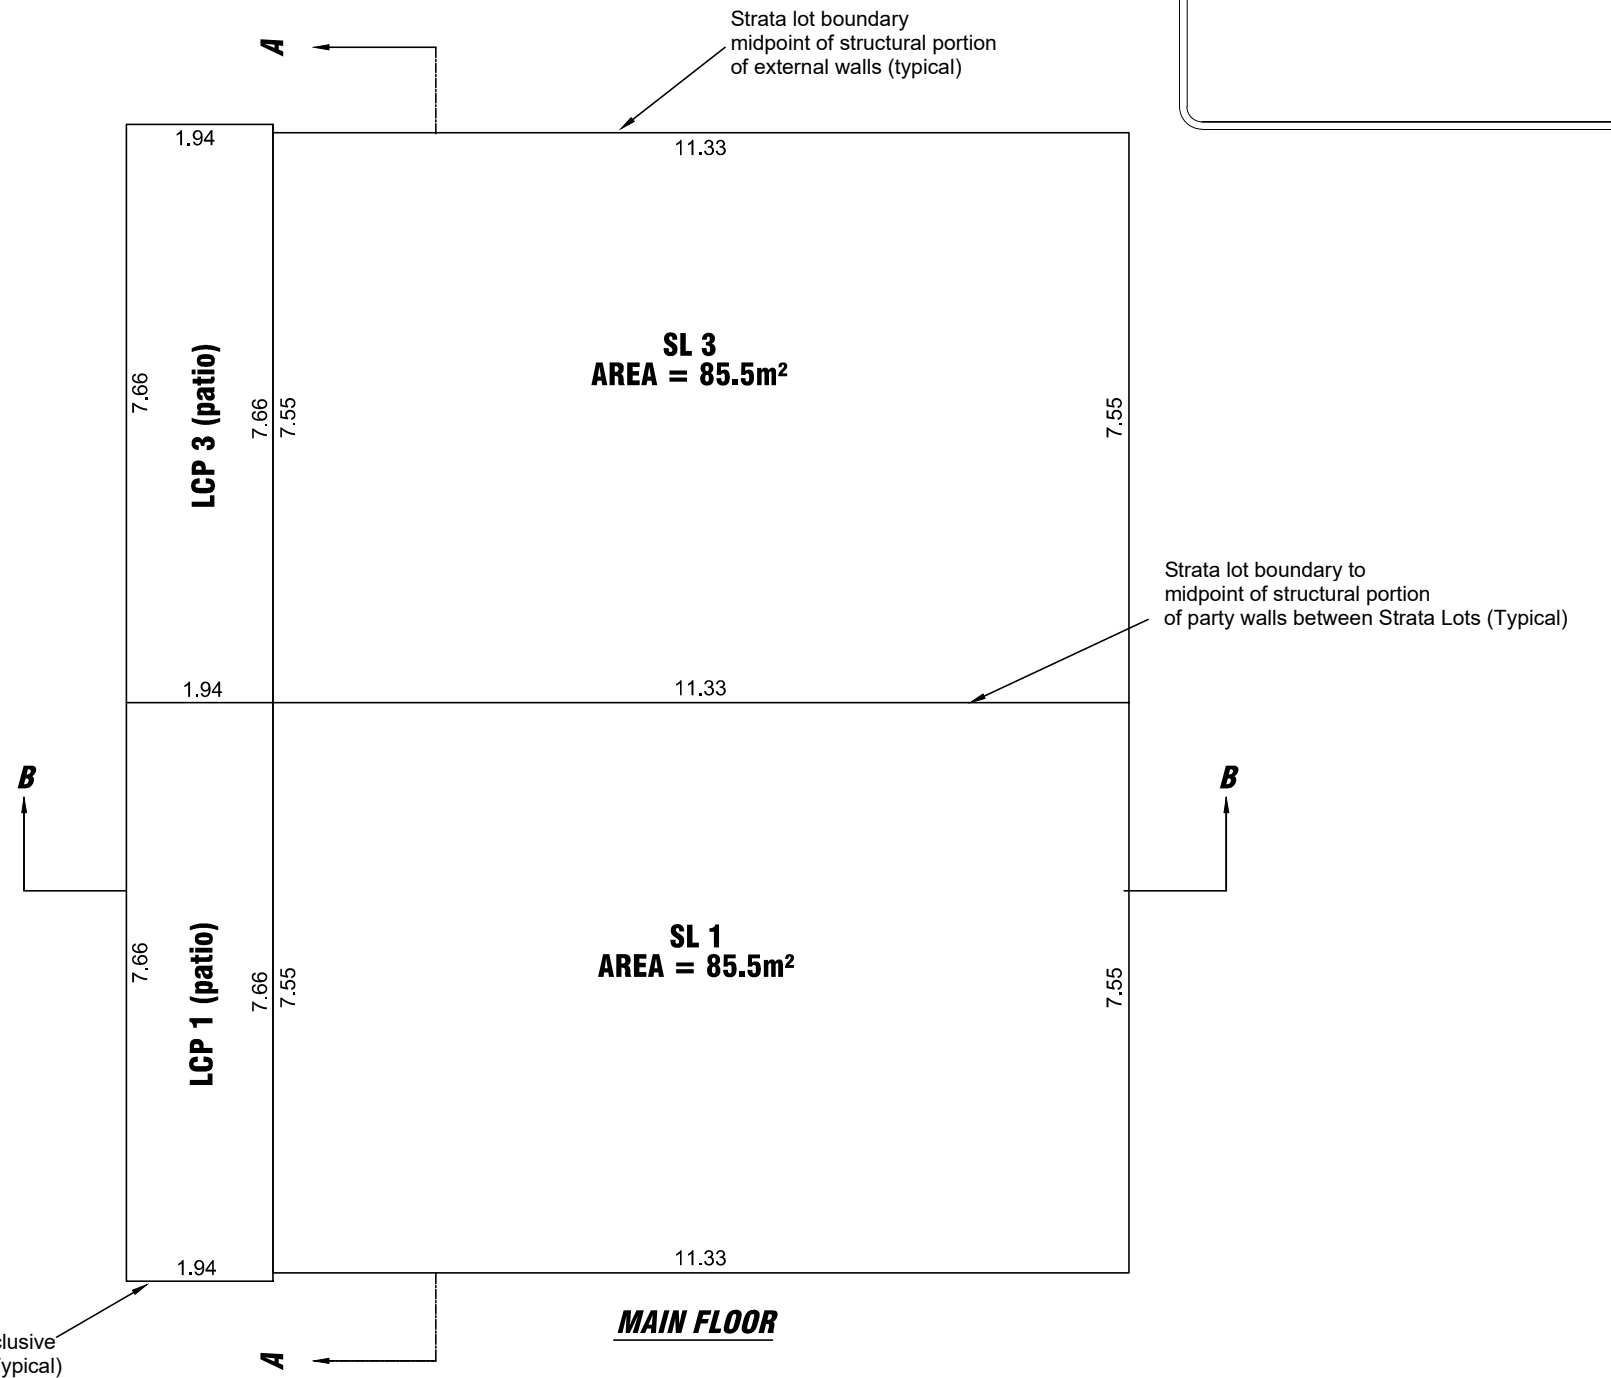 Strata lot boundary
midpoint of structural portion
of external walls (typical)
A
1.94
11.33
SL 3
AREA = 85.5m²
7.66
LCP 3 (patio)
7.66
7.55
7.55
Strata lot boundary to
midpoint of structural portion
of party walls between Strata Lots (Typical)
1.94
11.33
B
B
SL 1
AREA = 85.5m²
7.66
LCP 1 (patio)
7.66
7.55
7.55
1.94
11.33
MAIN FLOOR
A